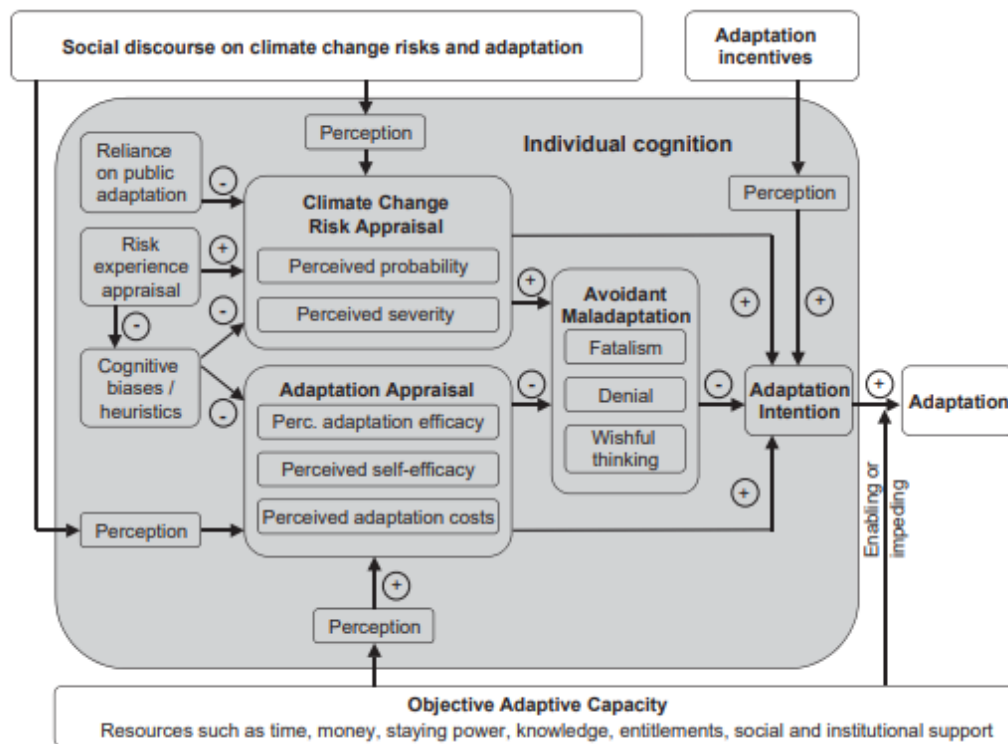 Social discourse on climate change risks and adaptation
Adaptation
incentives
Perception
Individual cognition
Reliance
on public
adaptation
-
Climate Change
Risk Appraisal
Perception
Risk
experience
appraisal
+
Perceived probability
+
Perceived severity
-
-
Avoidant
Maladaptation
Fatalism
Denial
Wishful
thinking
+
+
Cognitive
biases /
heuristics
-
Adaptation Appraisal
Perc. adaptation efficacy
Perceived self-efficacy
Perceived adaptation costs
-
-
Adaptation
Intention
+
Adaptation
+
Enabling or
impeding
Perception
+
Perception
Objective Adaptive Capacity
Resources such as time, money, staying power, knowledge, entitlements, social and institutional support